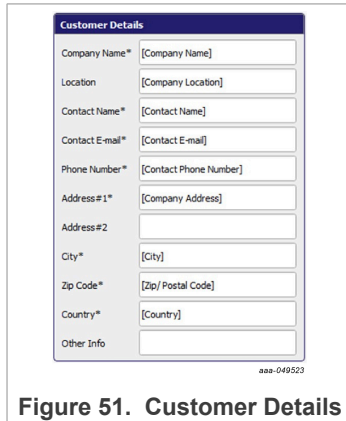 Customer Details
Company Name* [Company Name]
Location [Company Location]
Contact Name* [Contact Name]
Contact E-mail* [Contact E-mail]
Phone Number* [Contact Phone Number]
Address#1* [Company Address]
Address#2
City* [City]
Zip Code* [Zip/Postal Code]
Country* [Country]
Other Info
aaa-049523
Figure 51. Customer Details